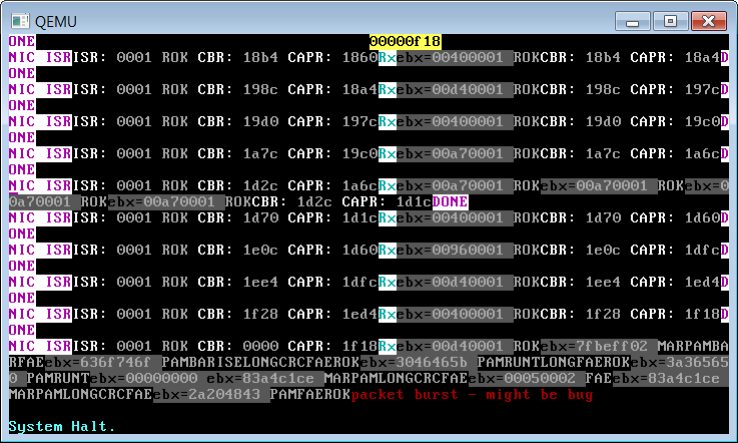 QEMU
ONE 00000f18
NIC ISRISR: 0001 ROK CBR: 18b4 CAPR: 1860Rxebx=00400001 ROKCBR: 18b4 CAPR: 18a4D
ONE
NIC ISRISR: 0001 ROK CBR: 198c CAPR: 18a4Rxebx=00d40001 ROKCBR: 198c CAPR: 197cD
ONE
NIC ISRISR: 0001 ROK CBR: 19d0 CAPR: 197cRxebx=00400001 ROKCBR: 19d0 CAPR: 19c0D
ONE
NIC ISRISR: 0001 ROK CBR: 1a7c CAPR: 19c0Rxebx=00a70001 ROKCBR: 1a7c CAPR: 1a6cD
ONE
NIC ISRISR: 0001 ROK CBR: 1d2c CAPR: 1a6cRxebx=00a70001 ROKebx=00a70001 ROKebx=0
0a70001 ROKebx=00a70001 ROKCBR: 1d2c CAPR: 1d1cDONE
NIC ISRISR: 0001 ROK CBR: 1d70 CAPR: 1d1cRxebx=00400001 ROKCBR: 1d70 CAPR: 1d60D
ONE
NIC ISRISR: 0001 ROK CBR: 1e0c CAPR: 1d60Rxebx=00960001 ROKCBR: 1e0c CAPR: 1dfcD
ONE
NIC ISRISR: 0001 ROK CBR: 1ee4 CAPR: 1dfcRxebx=00d40001 ROKCBR: 1ee4 CAPR: 1ed4D
ONE
NIC ISRISR: 0001 ROK CBR: 1f28 CAPR: 1ed4Rxebx=00400001 ROKCBR: 1f28 CAPR: 1f18D
ONE
NIC ISRISR: 0001 ROK CBR: 0000 CAPR: 1f18Rxebx=00d40001 ROKebx=7fbeff02 MARPAMBA
RFAEebx=636f746f PAMBARISELONGCRCFAEROKebx=3046465b PAMRUNTLONGFAEROKebx=3a36565
0 PAMRUNTebx=00000000 ebx=83a4c1ce MARPAMLONGCRCFAEebx=00050002 FAEebx=83a4c1ce
MARPAMLONGCRCFAEebx=2a204843 PAMFAEROKpacket burst - might be bug
System Halt.